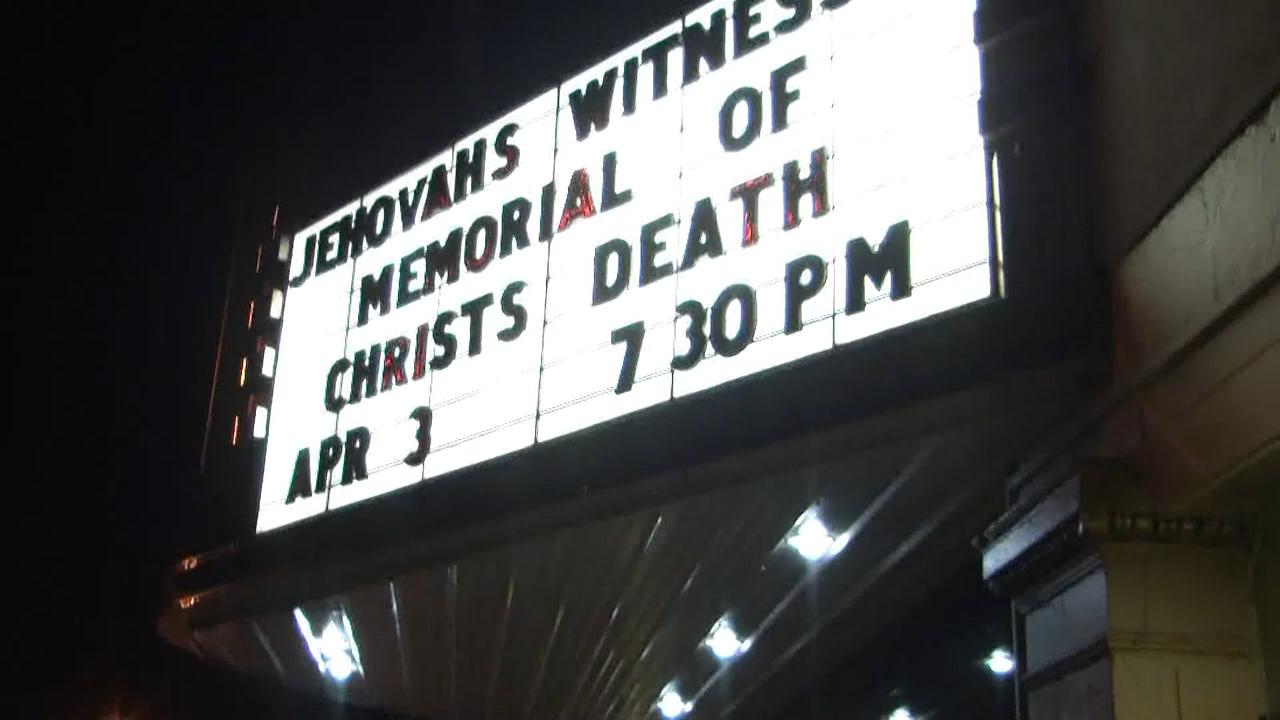 JEHOVAHS WITNESS
MEMORIAL OF
CHRISTS DEATH
APR 3 7 30 PM